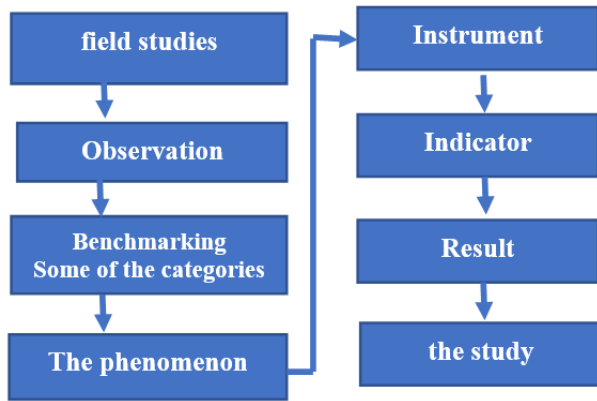 field studies
Observation
Benchmarking
Some of the categories
The phenomenon
Instrument
Indicator
Result
the study